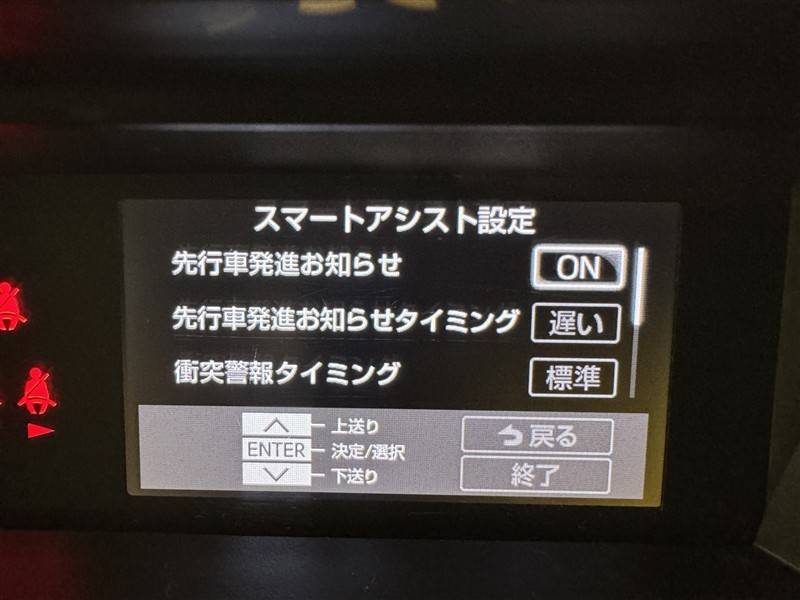 スマートアシスト設定
先行車発進お知らせ ON
先行車発進お知らせタイミング 遅い
衝突警報タイミング 標準
上送り
ENTER 決定/選択
下送り
戻る
終了